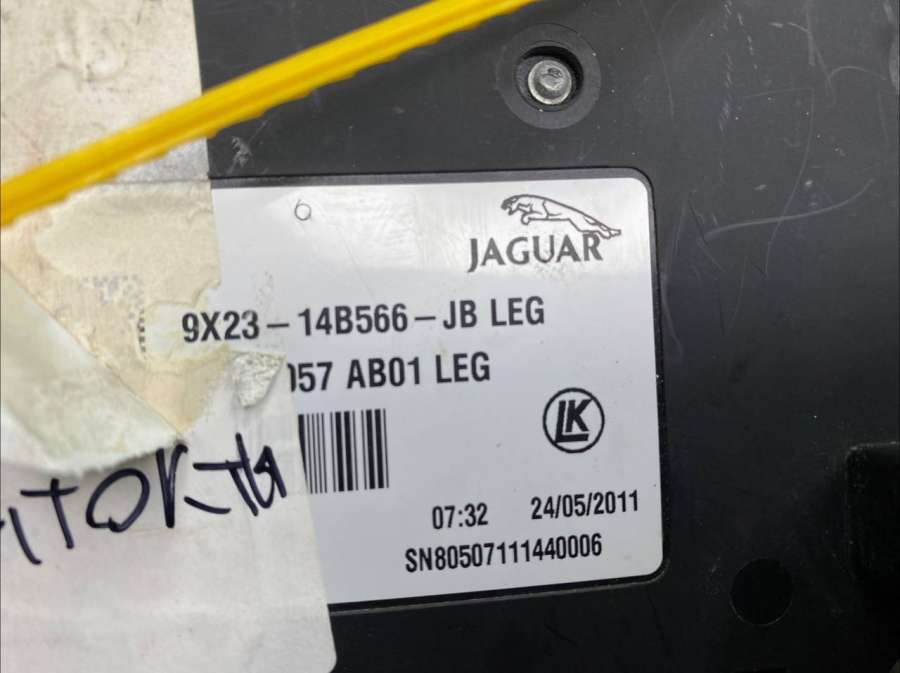 6
JAGUAR
9X23-14B566-JB LEG
057 AB01 LEG
LK
07:32 24/05/2011
SN80507111440006